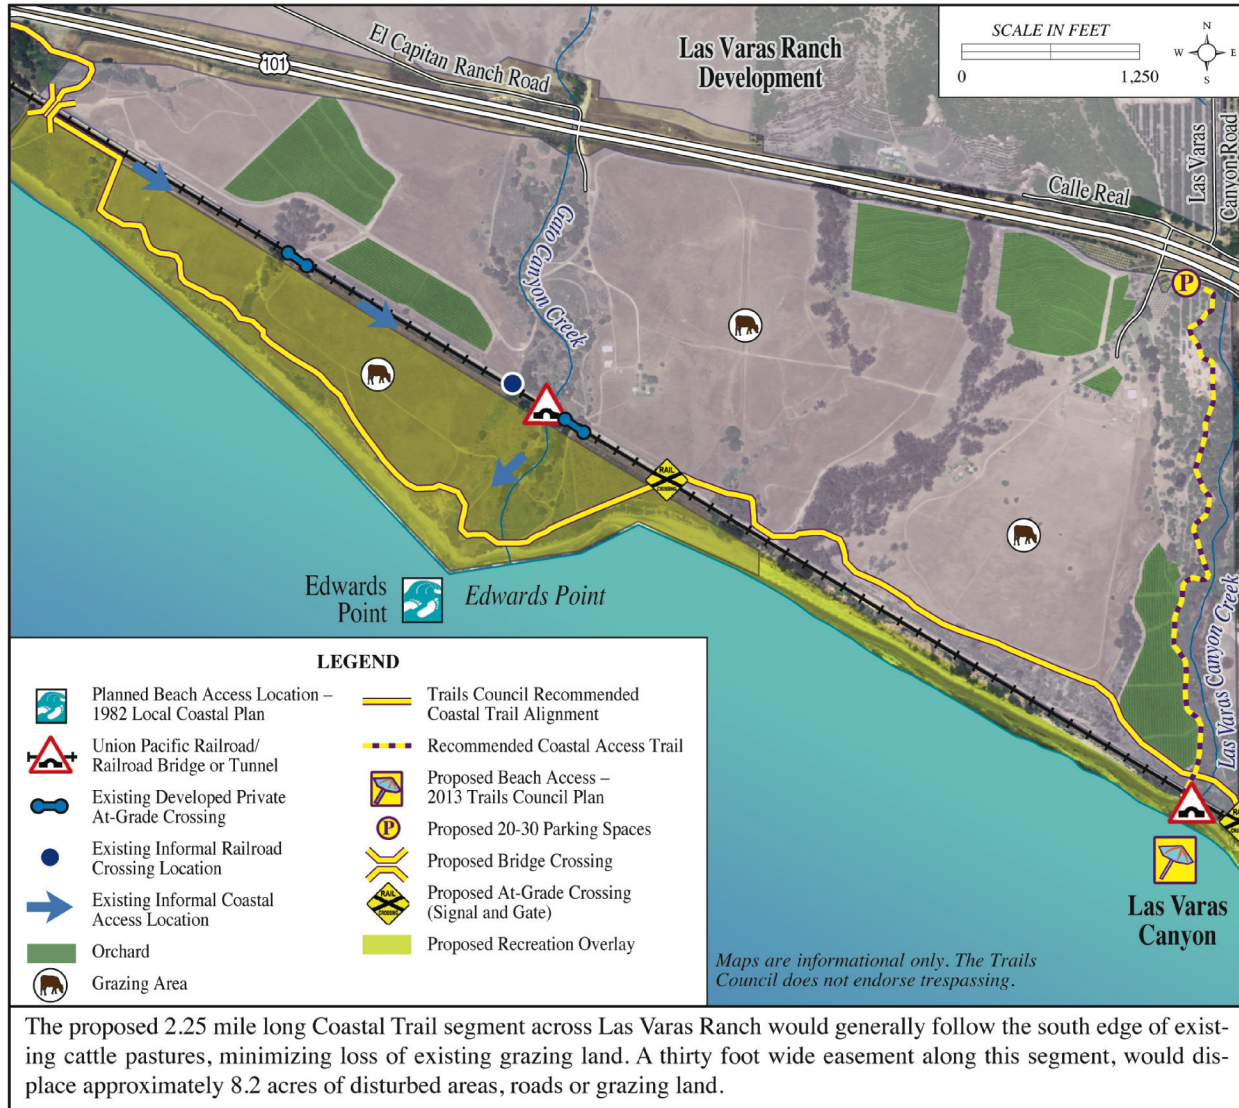 SCALE IN FEET
0 1,250
N
W E
S
101
El Capitan Ranch Road
Las Varas Ranch
Development
Las Varas
Canyon Road
Calle Real
P
Gato Canyon Creek
RAIL
CROSSING
Las Varas Canyon Creek
Edwards
Point
Edwards Point
Las Varas
Canyon
Maps are informational only. The Trails
Council does not endorse trespassing.
LEGEND
Planned Beach Access Location –
1982 Local Coastal Plan
Union Pacific Railroad/
Railroad Bridge or Tunnel
Existing Developed Private
At-Grade Crossing
Existing Informal Railroad
Crossing Location
Existing Informal Coastal
Access Location
Orchard
Grazing Area
Trails Council Recommended
Coastal Trail Alignment
Recommended Coastal Access Trail
Proposed Beach Access –
2013 Trails Council Plan
P
Proposed 20-30 Parking Spaces
Proposed Bridge Crossing
RAIL
CROSSING
Proposed At-Grade Crossing
(Signal and Gate)
Proposed Recreation Overlay
The proposed 2.25 mile long Coastal Trail segment across Las Varas Ranch would generally follow the south edge of exist-
ing cattle pastures, minimizing loss of existing grazing land. A thirty foot wide easement along this segment, would dis-
place approximately 8.2 acres of disturbed areas, roads or grazing land.